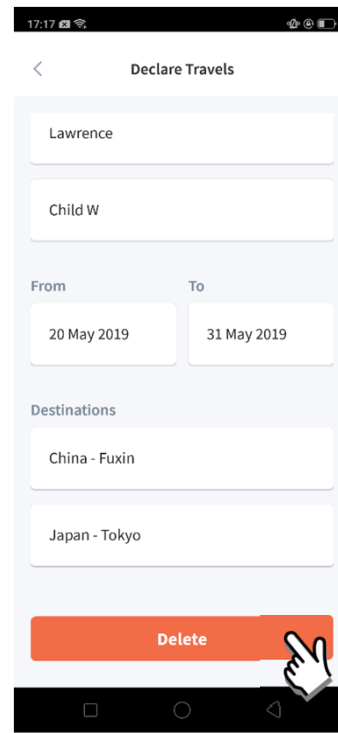 17:17
Declare Travels
Lawrence
Child W
From To
20 May 2019 31 May 2019
Destinations
China - Fuxin
Japan - Tokyo
Delete